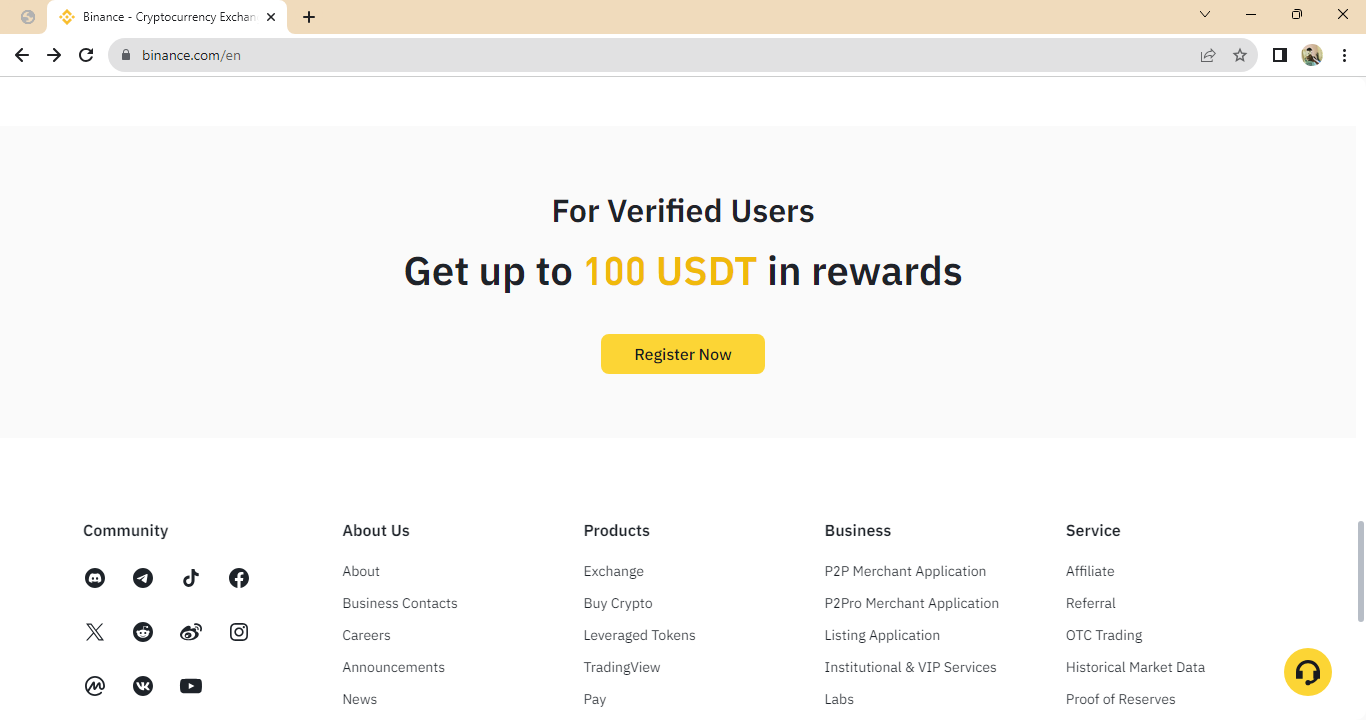 Binance - Cryptocurrency Exchan
binance.com/en
For Verified Users
Get up to 100 USDT in rewards
Register Now
Community
About Us
About
Business Contacts
Careers
Announcements
News
Products
Exchange
Buy Crypto
Leveraged Tokens
TradingView
Pay
Business
P2P Merchant Application
P2Pro Merchant Application
Listing Application
Institutional & VIP Services
Labs
Service
Affiliate
Referral
OTC Trading
Historical Market Data
Proof of Reserves